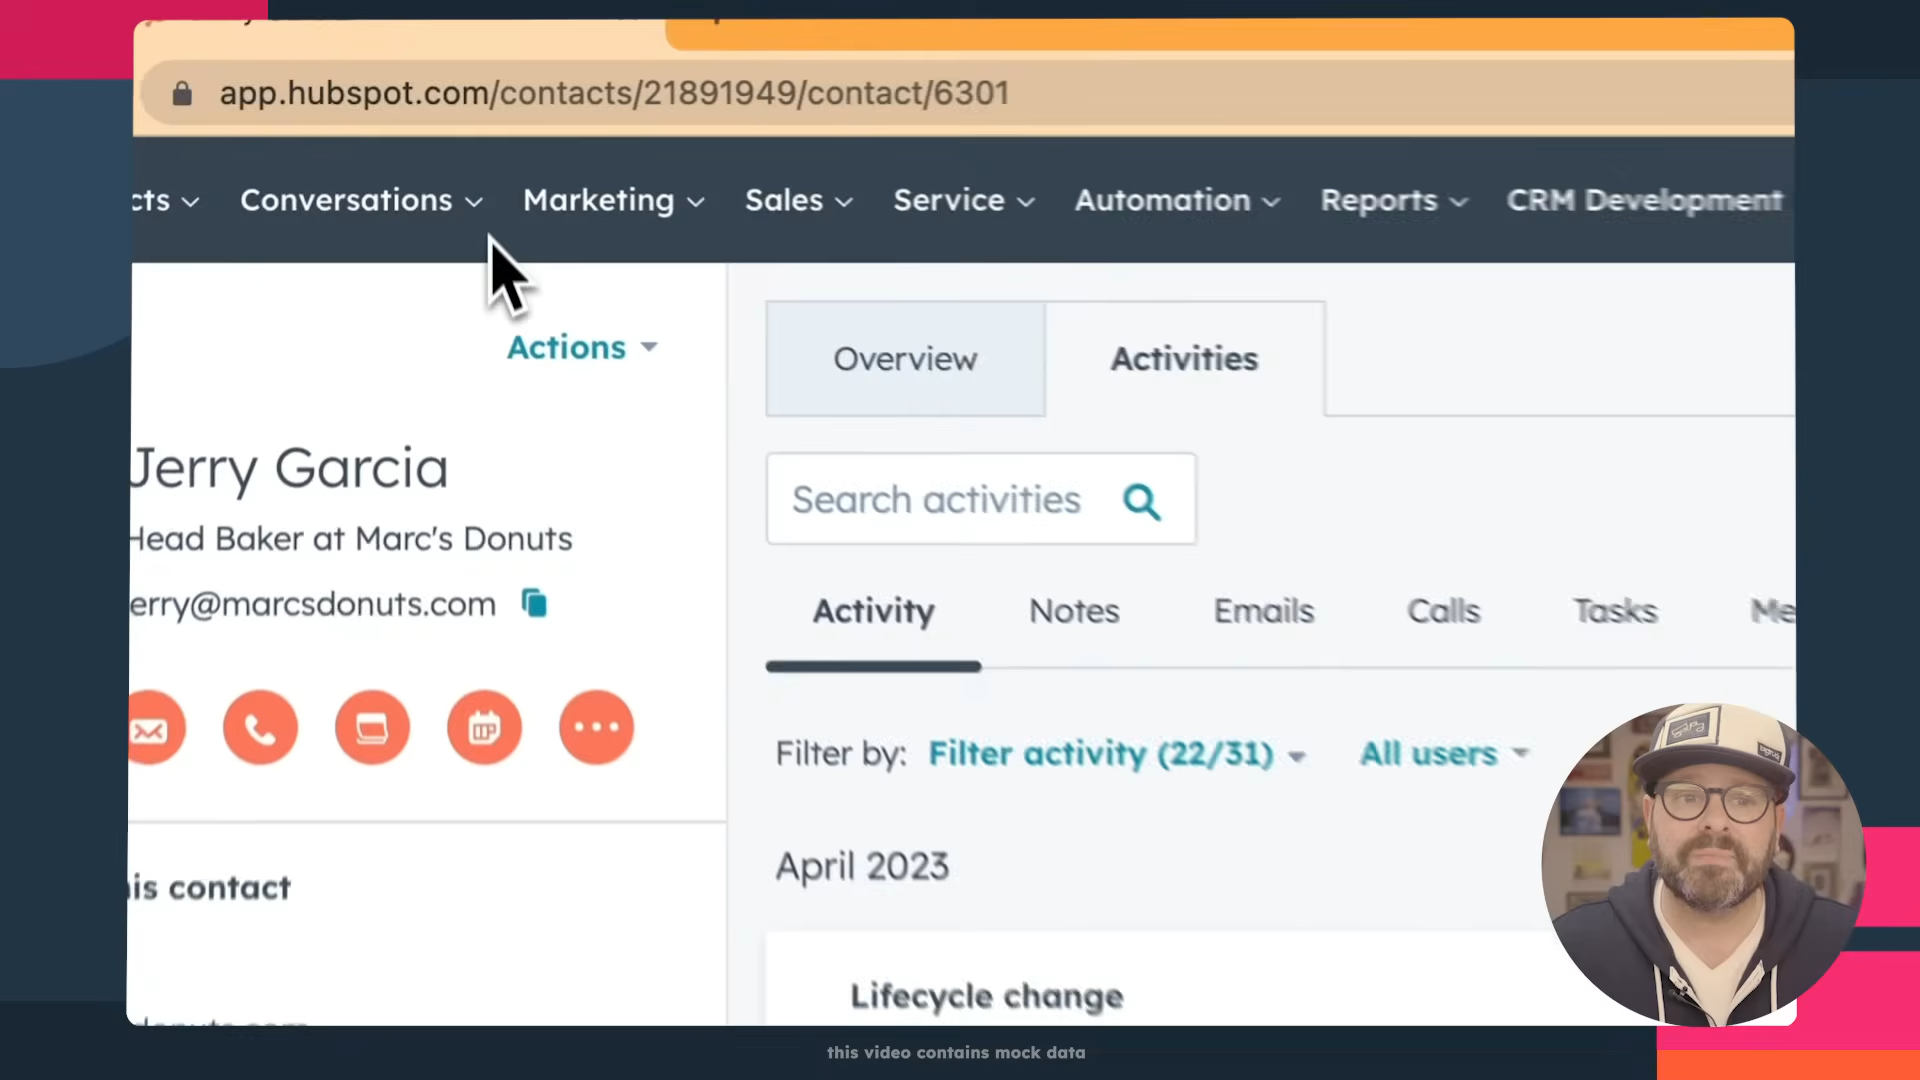 app.hubspot.com/contacts/21891949/contact/6301
cts Conversations Marketing Sales Service Automation Reports CRM Development
Actions
Overview Activities
Jerry Garcia
Head Baker at Marc's Donuts
erry@marcsdonuts.com
Search activities
Activity Notes Emails Calls Tasks Me
Filter by: Filter activity (22/31) All users
April 2023
his contact
Lifecycle change
this video contains mock data